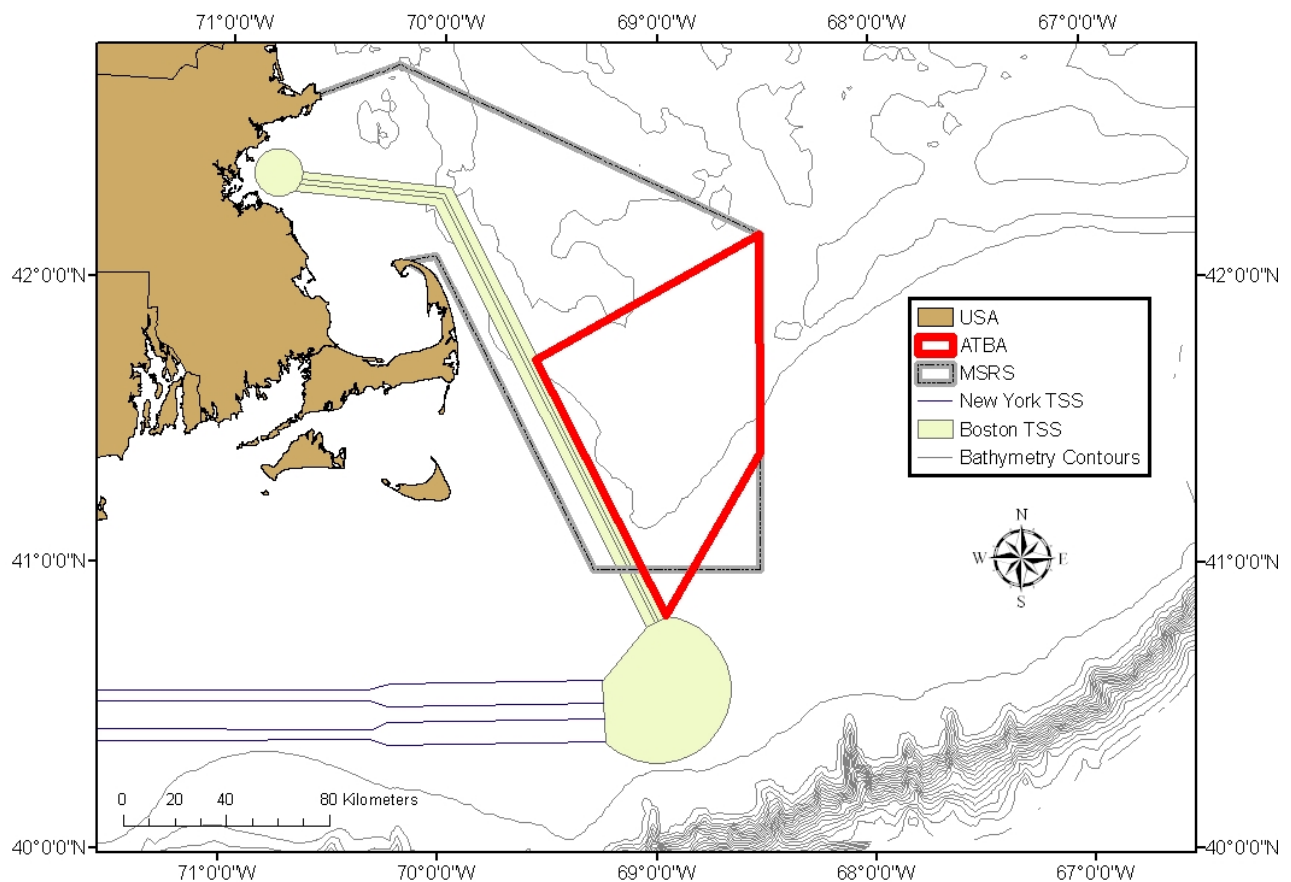 71°0'0"W 70°0'0"W 69°0'0"W 68°0'0"W 67°0'0"W
42°0'0"N 42°0'0"N
USA
ATBA
MSRS
New York TSS
Boston TSS
Bathymetry Contours
N
W E
S
41°0'0"N 41°0'0"N
0 20 40 80 Kilometers
40°0'0"N 40°0'0"N
71°0'0"W 70°0'0"W 69°0'0"W 68°0'0"W 67°0'0"W